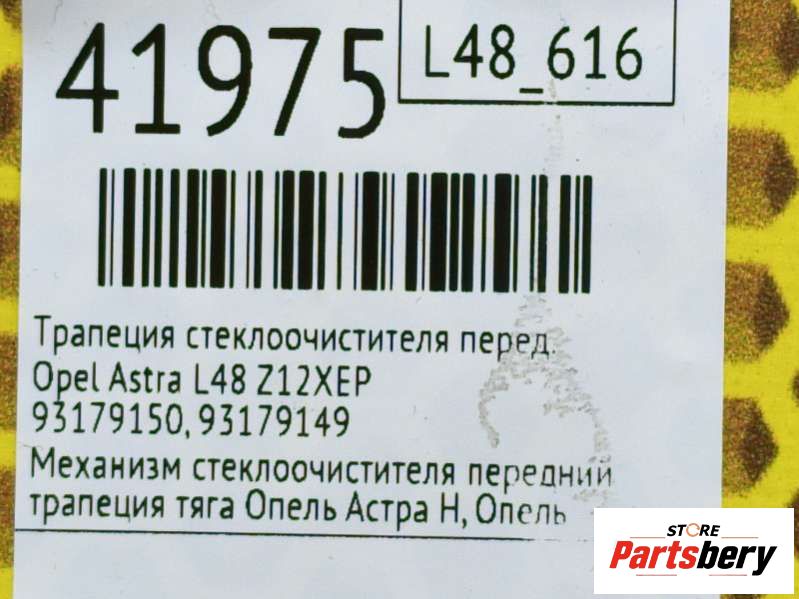 41975
L48_616
Трапеция стеклоочистителя перед.
Opel Astra L48 Z12XEP
93179150, 93179149
Механизм стеклоочистителя передний
трапеция тяга Опель Астра Н, Опель
STORE
Partsbery